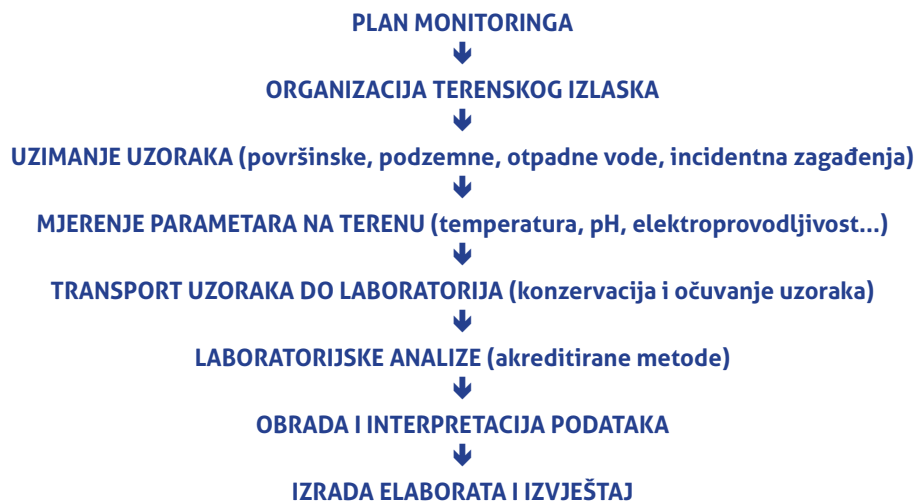 PLAN MONITORINGA
ORGANIZACIJA TERENSKOG IZLASKA
UZIMANJE UZORAKA (površinske, podzemne, otpadne vode, incidentna zagađenja)
MJERENJE PARAMETARA NA TERENU (temperatura, pH, elektroprovodljivost...)
TRANSPORT UZORAKA DO LABORATORIJA (konzervacija i očuvanje uzoraka)
LABORATORIJSKE ANALIZE (akreditirane metode)
OBRADA I INTERPRETACIJA PODATAKA
IZRADA ELABORATA I IZVJEŠTAJ